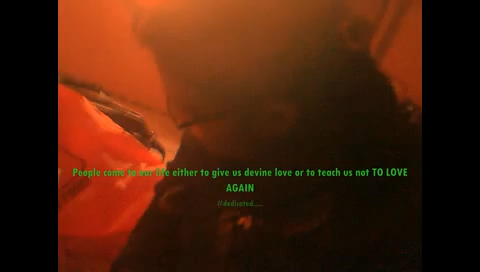 People come to our life either to give us devine love or to teach us not TO LOVE
AGAIN
//dedicated.....